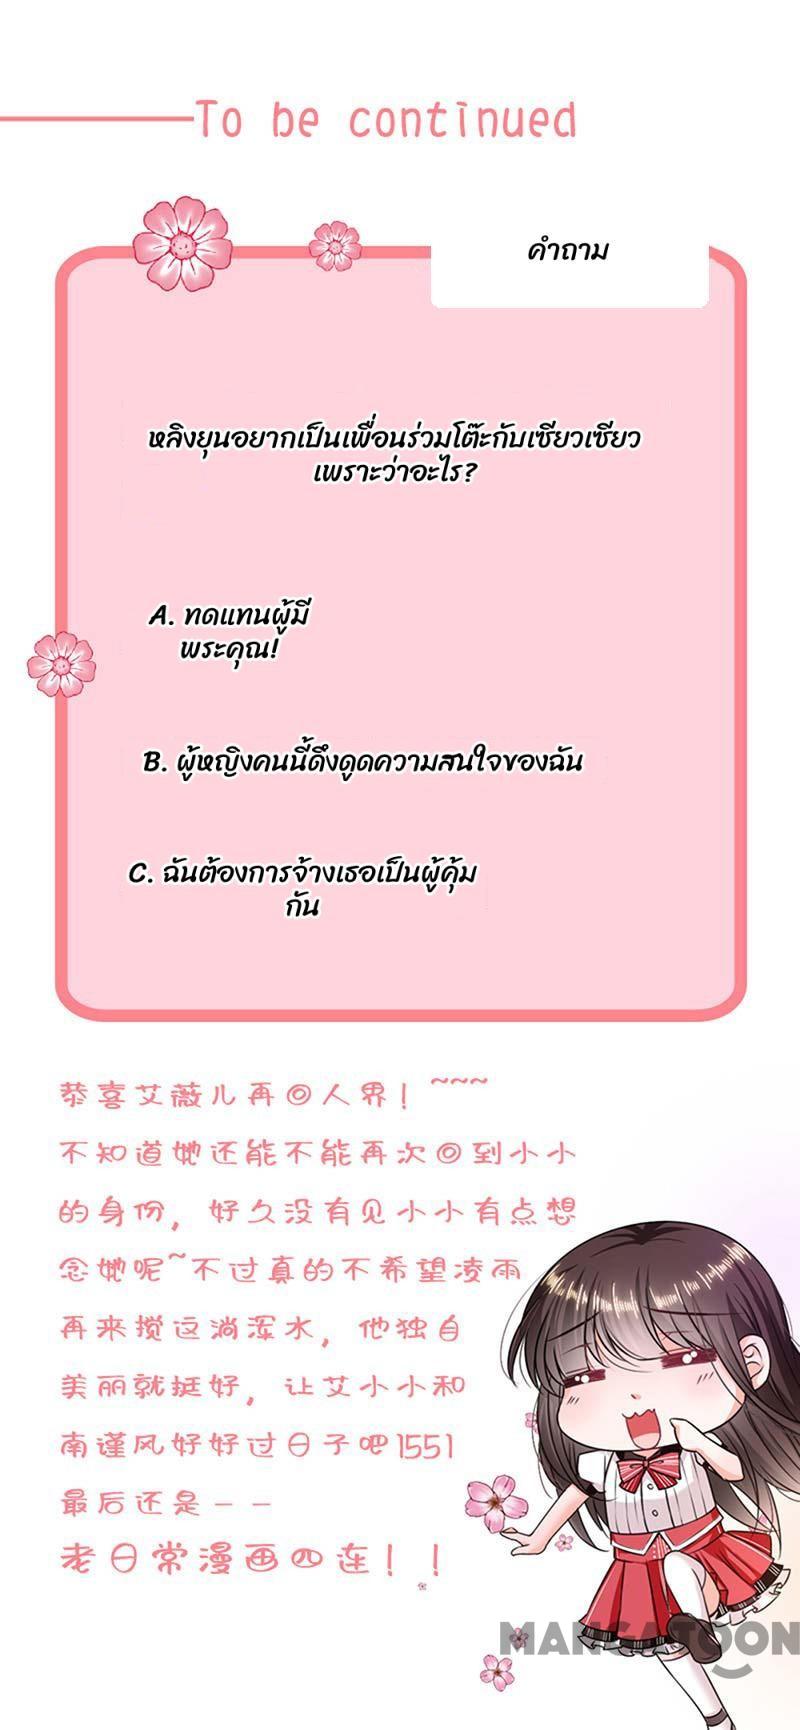 To be continued
คำถาม
หลิงยุนอยากเป็นเพื่อนร่วมโต๊ะกับเซียวเซียว
เพราะว่าอะไร?
A. ทดแทนผู้มี
พระคุณ!
B. ผู้หญิงคนนี้ดึงดูดความสนใจของฉัน
C. ฉันต้องการจ้างเธอเป็นผู้คุ้ม
กัน
恭喜艾薇儿再回人界！~~~
不知道她还能不能再次回到小小
的身份，好久没有见小小有点想
念她呢~不过真的不希望凌雨
再来搅这淌浑水，他独自
美丽就挺好，让艾小小和
南谨风好好过日子吧1551
最后还是--
老日常漫画四连！！
MANGATOON